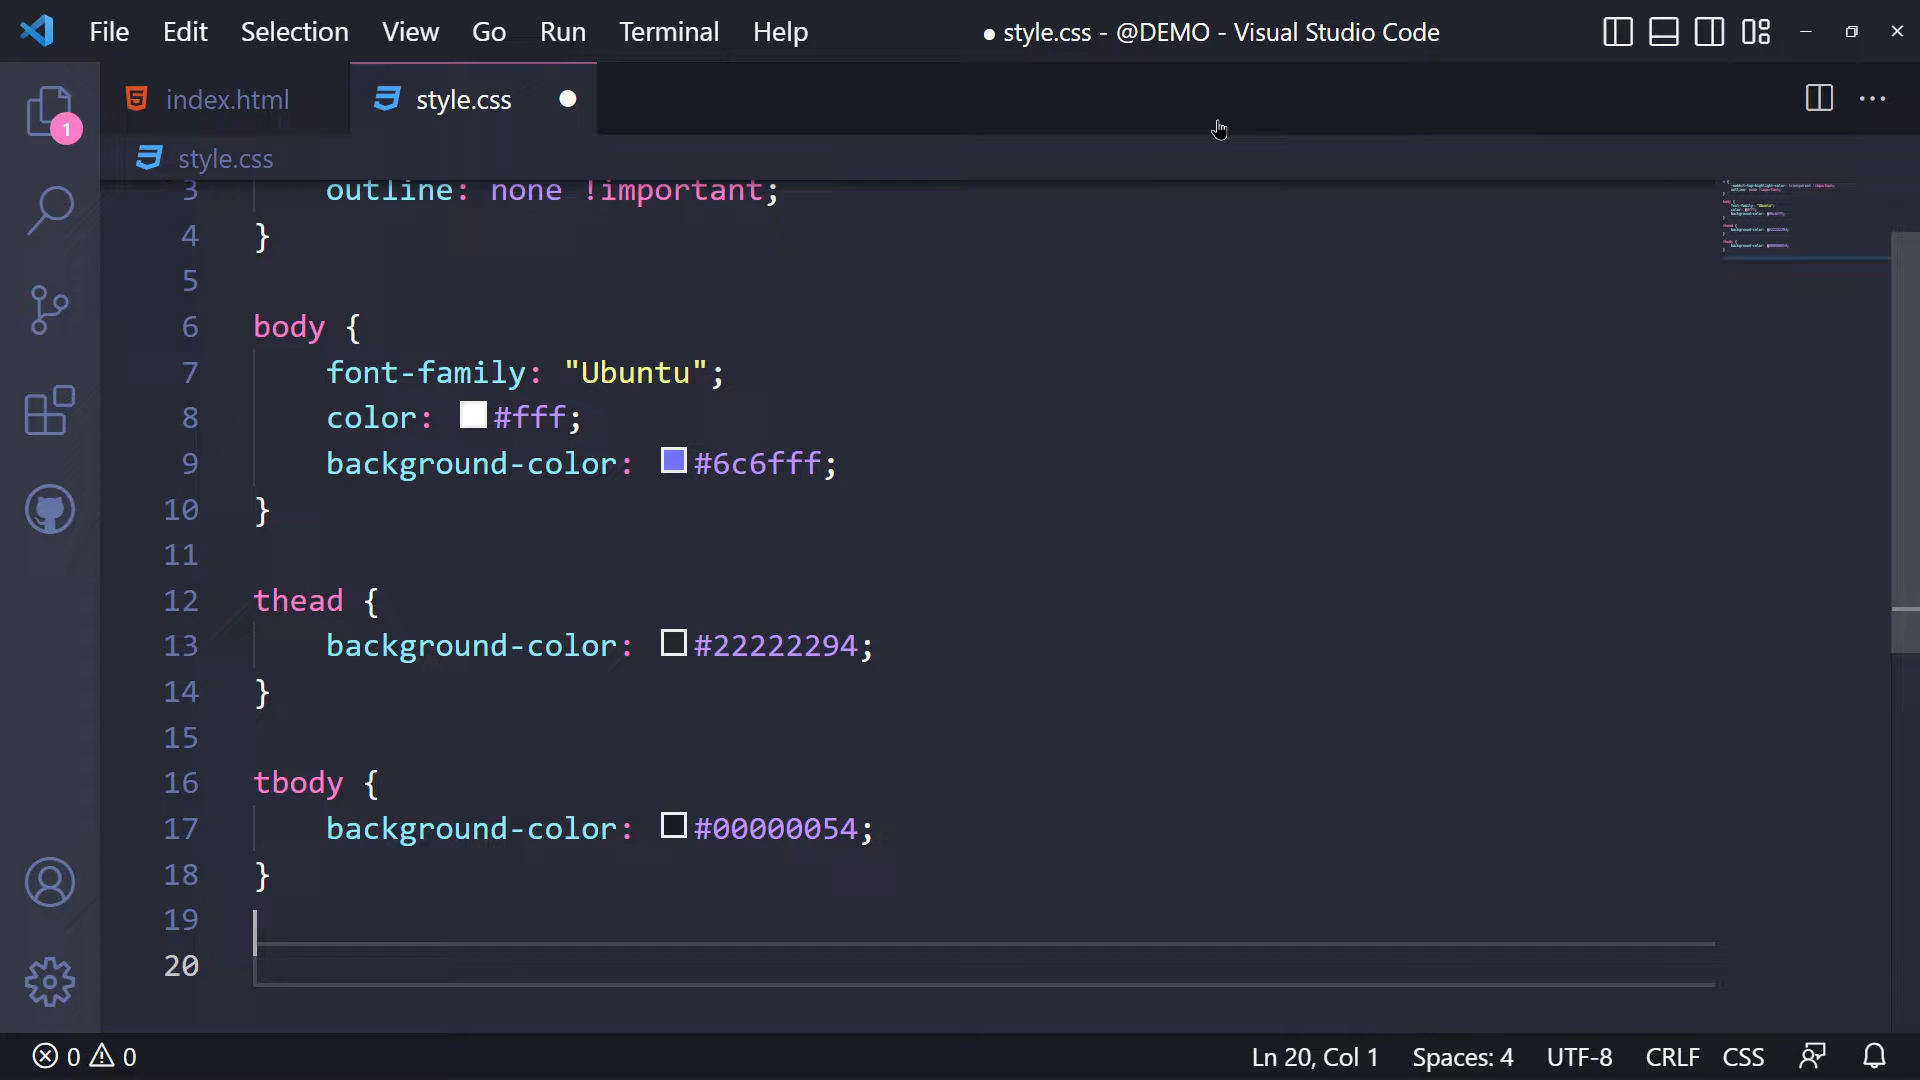 File Edit Selection View Go Run Terminal Help ● style.css - @DEMO - Visual Studio Code
index.html style.css
style.css
1
3 outline: none !important;
4 }
5
6 body {
7 font-family: "Ubuntu";
8 color: #fff;
9 background-color: #6c6fff;
10 }
11
12 thead {
13 background-color: #22222294;
14 }
15
16 tbody {
17 background-color: #00000054;
18 }
19
20
0 0 Ln 20, Col 1 Spaces: 4 UTF-8 CRLF CSS